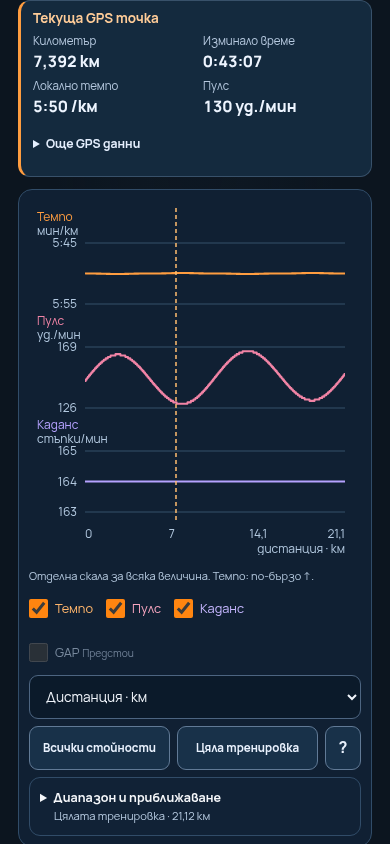 Текуща GPS точка
Километър Изминало време
7,392 км 0:43:07
Локално темпо Пулс
5:50 /км 130 уд./мин
Още GPS данни
Темпо
мин/км
5:45
5:55
Пулс
уд./мин
169
126
Каданс
стъпки/мин
165
164
163
0 7 14,1 21,1
дистанция · км
Отделна скала за всяка величина. Темпо: по-бързо ↑.
Темпо Пулс Каданс
GAP Предстои
Дистанция · км
Всички стойности Цяла тренировка ?
Диапазон и приближаване
Цялата тренировка · 21,12 км